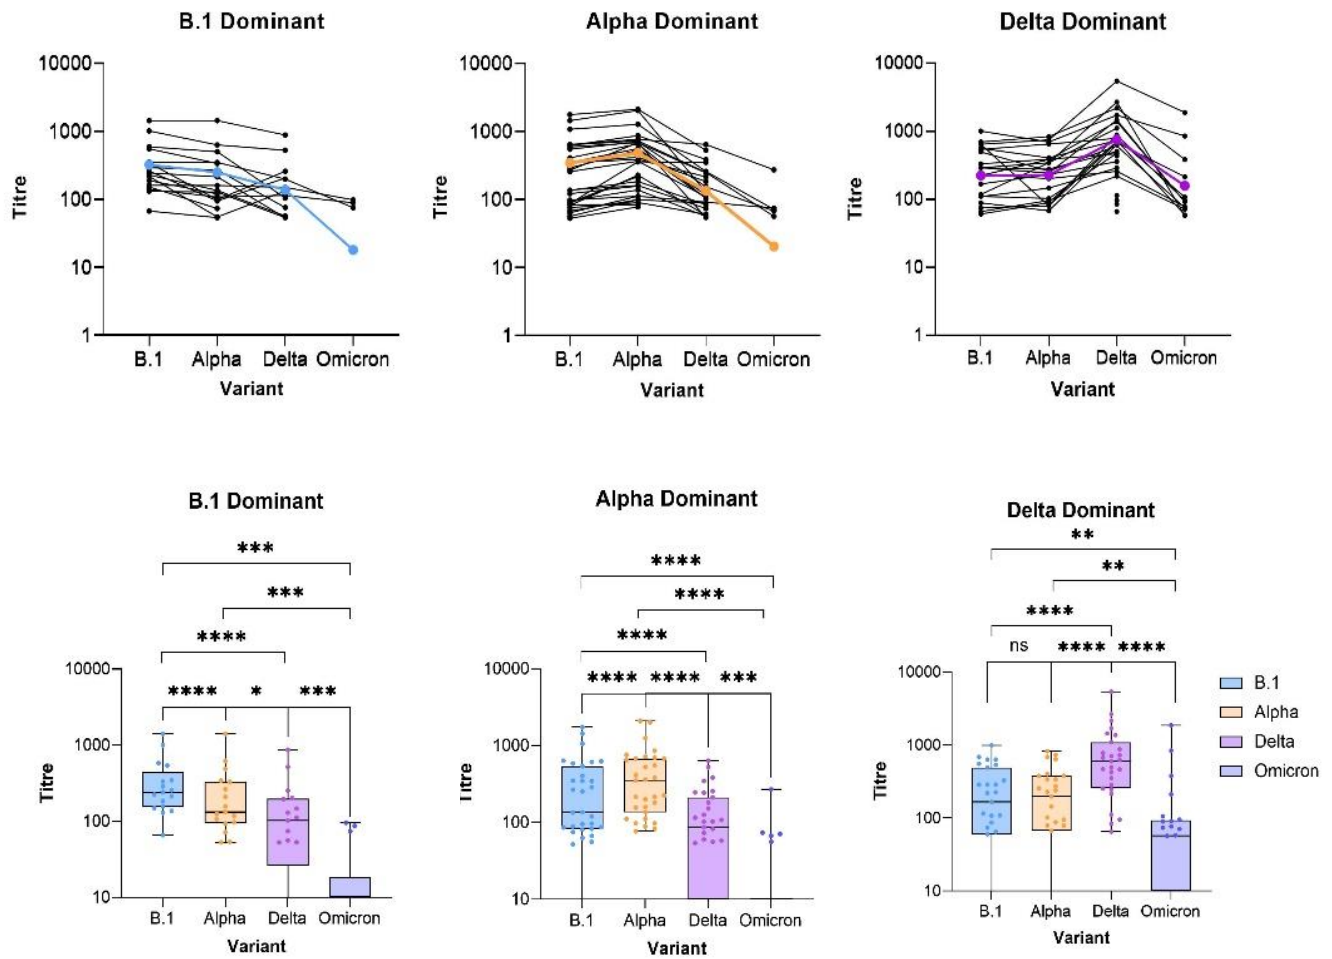 B.1 Dominant
Alpha Dominant
Delta Dominant
10000
1000
100
10
1
Titre
B.1 Alpha Delta Omicron
Variant
10000
1000
100
10
1
Titre
B.1 Alpha Delta Omicron
Variant
10000
1000
100
10
1
Titre
B.1 Alpha Delta Omicron
Variant
B.1 Dominant
***
***
****
**** * ***
10000
1000
100
10
Titre
B.1 Alpha Delta Omicron
Variant
Alpha Dominant
****
****
****
**** **** ***
10000
1000
100
10
Titre
B.1 Alpha Delta Omicron
Variant
Delta Dominant
**
**
****
ns **** ****
10000
1000
100
10
Titre
B.1 Alpha Delta Omicron
Variant
B.1
Alpha
Delta
Omicron